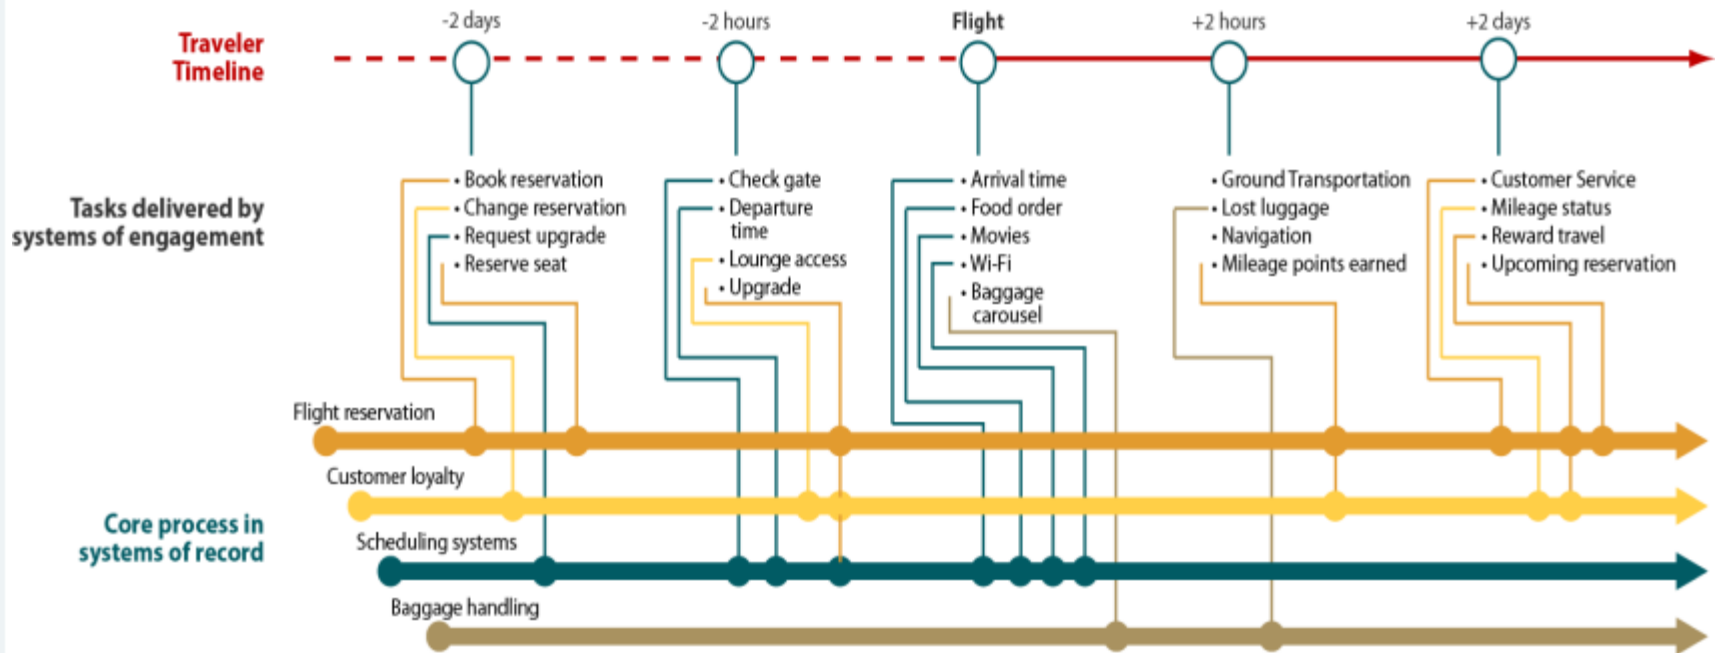 -2 days
-2 hours
Flight
+2 hours
+2 days
Traveler
Timeline
Tasks delivered by
systems of engagement
• Book reservation
• Change reservation
• Request upgrade
• Reserve seat
• Check gate
• Departure
time
• Lounge access
• Upgrade
• Arrival time
• Food order
• Movies
• Wi-Fi
• Baggage
carousel
• Ground Transportation
• Lost luggage
• Navigation
• Mileage points earned
• Customer Service
• Mileage status
• Reward travel
• Upcoming reservation
Flight reservation
Customer loyalty
Core process in
systems of record
Scheduling systems
Baggage handling